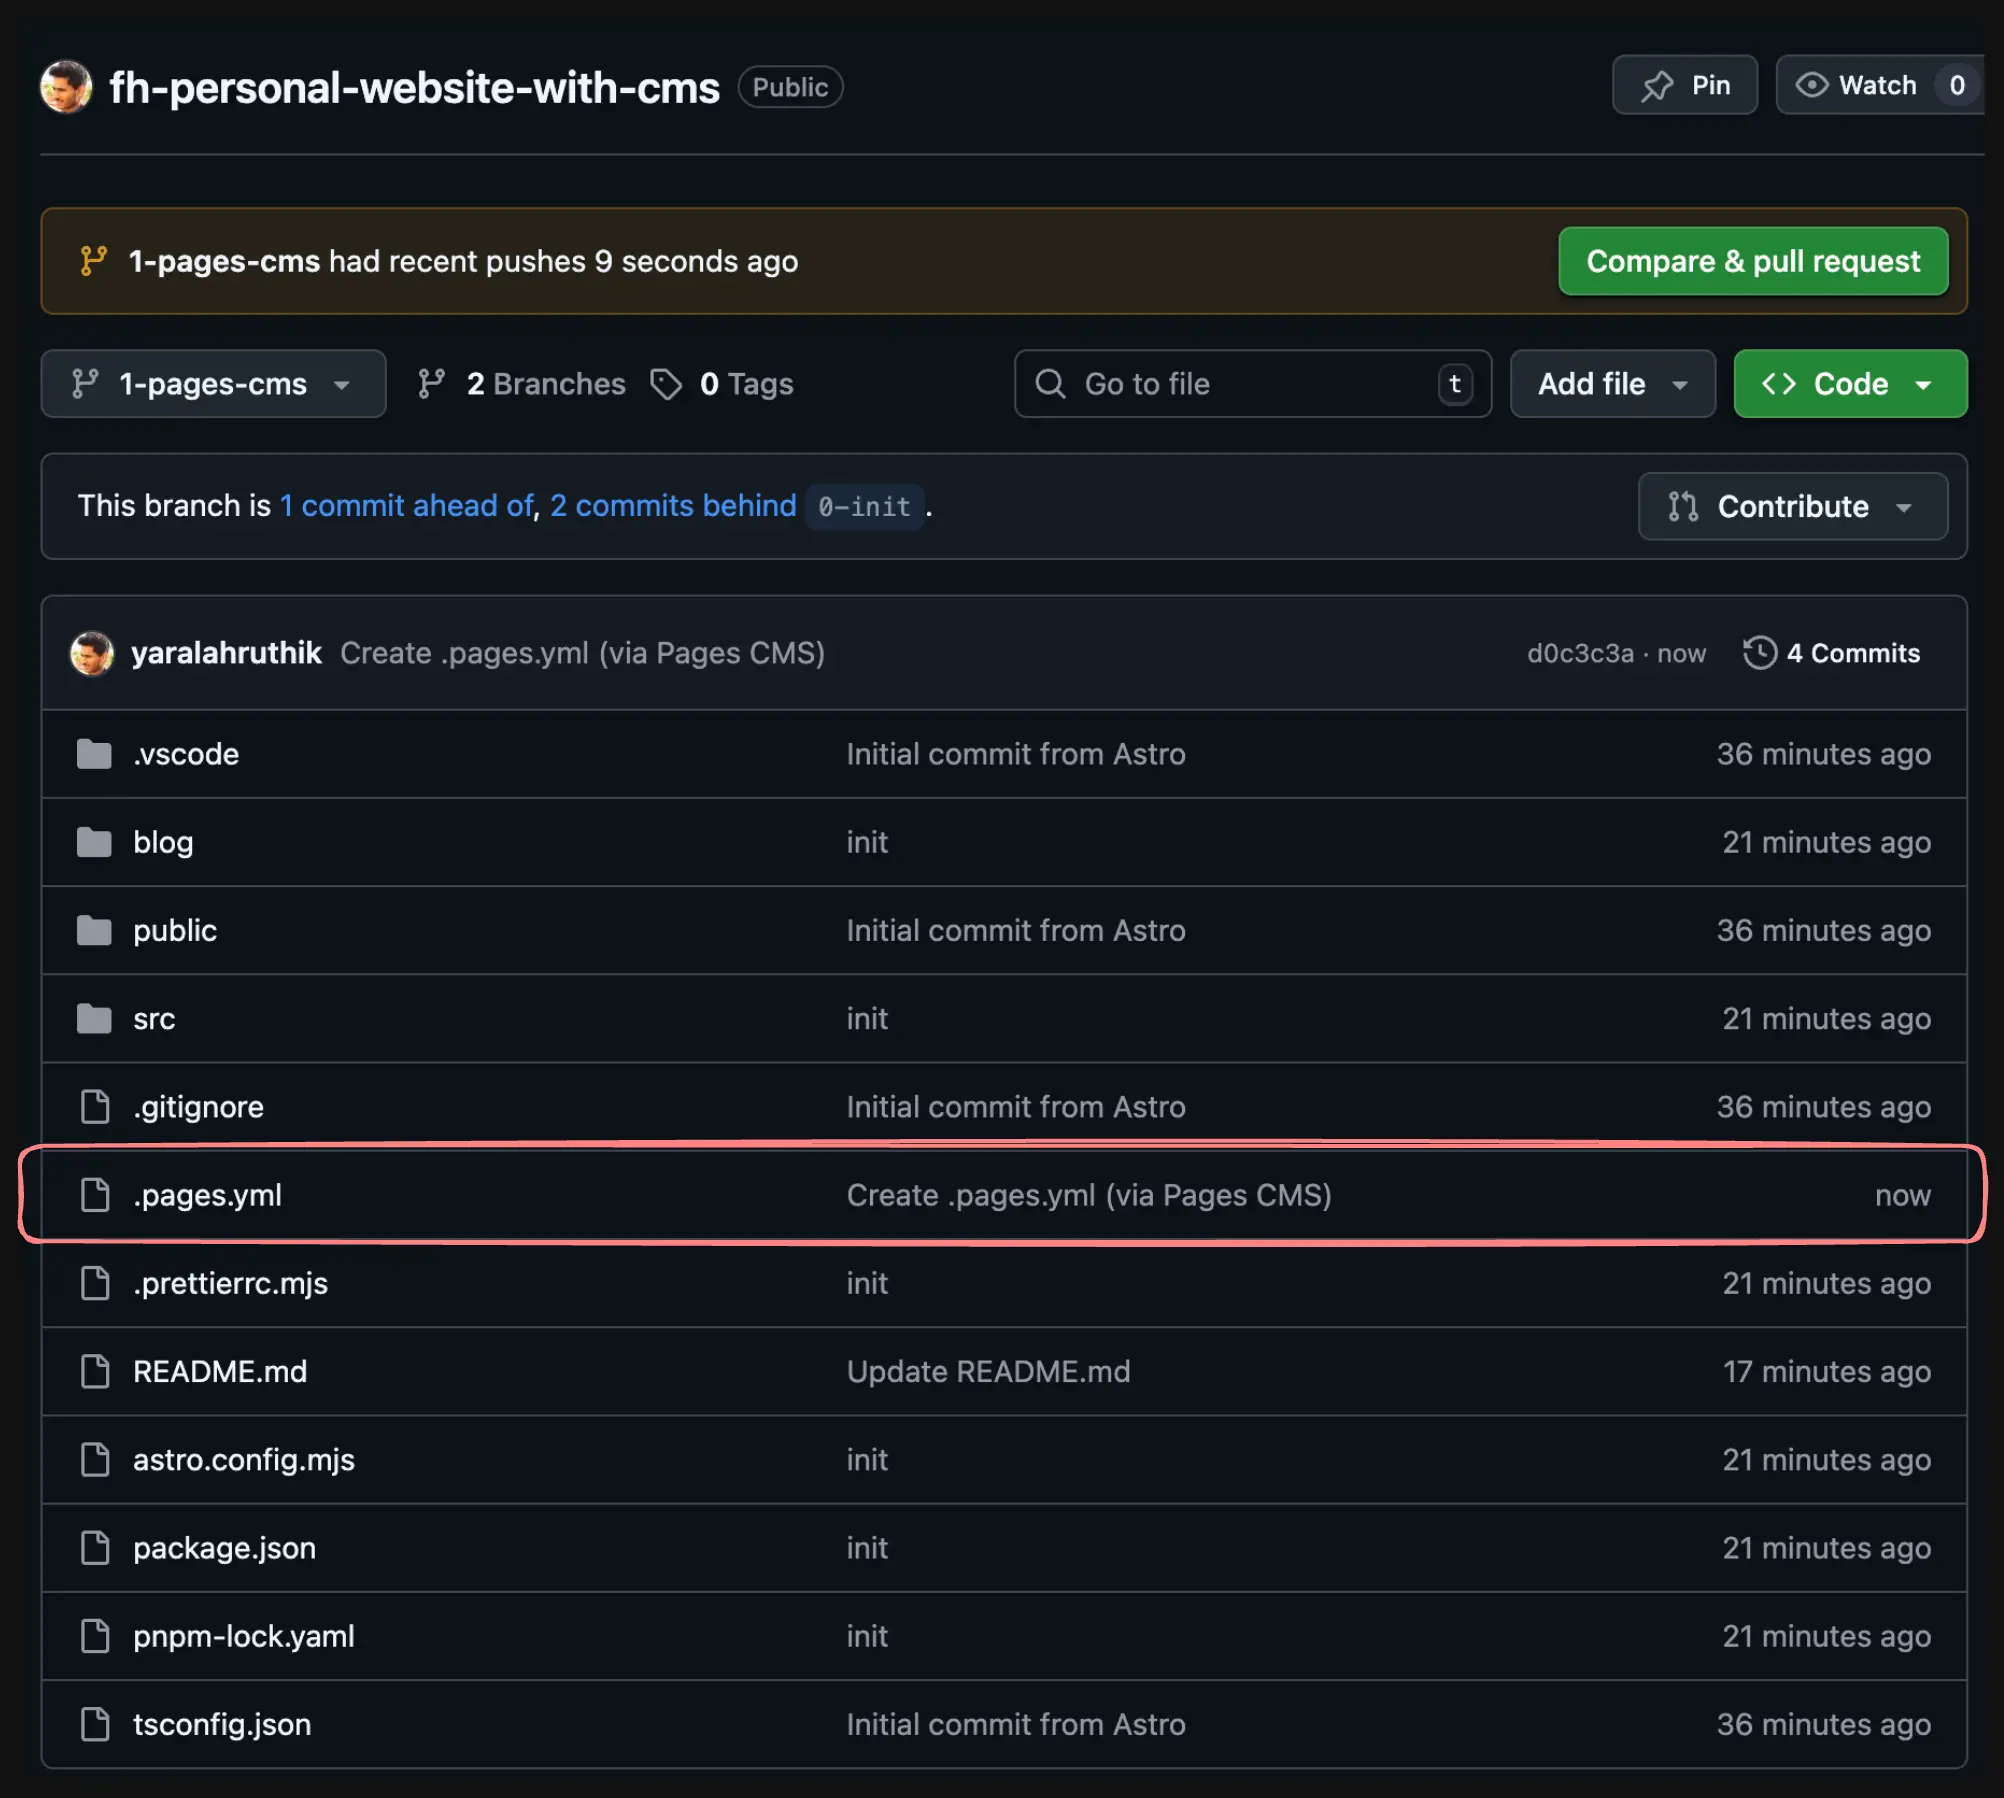 fh-personal-website-with-cms Public Pin Watch 0
1-pages-cms had recent pushes 9 seconds ago Compare & pull request
1-pages-cms 2 Branches 0 Tags Go to file t Add file Code
This branch is 1 commit ahead of, 2 commits behind 0-init . Contribute
yaralahruthik Create .pages.yml (via Pages CMS) d0c3c3a · now 4 Commits
.vscode Initial commit from Astro 36 minutes ago
blog init 21 minutes ago
public Initial commit from Astro 36 minutes ago
src init 21 minutes ago
.gitignore Initial commit from Astro 36 minutes ago
.pages.yml Create .pages.yml (via Pages CMS) now
.prettierrc.mjs init 21 minutes ago
README.md Update README.md 17 minutes ago
astro.config.mjs init 21 minutes ago
package.json init 21 minutes ago
pnpm-lock.yaml init 21 minutes ago
tsconfig.json Initial commit from Astro 36 minutes ago